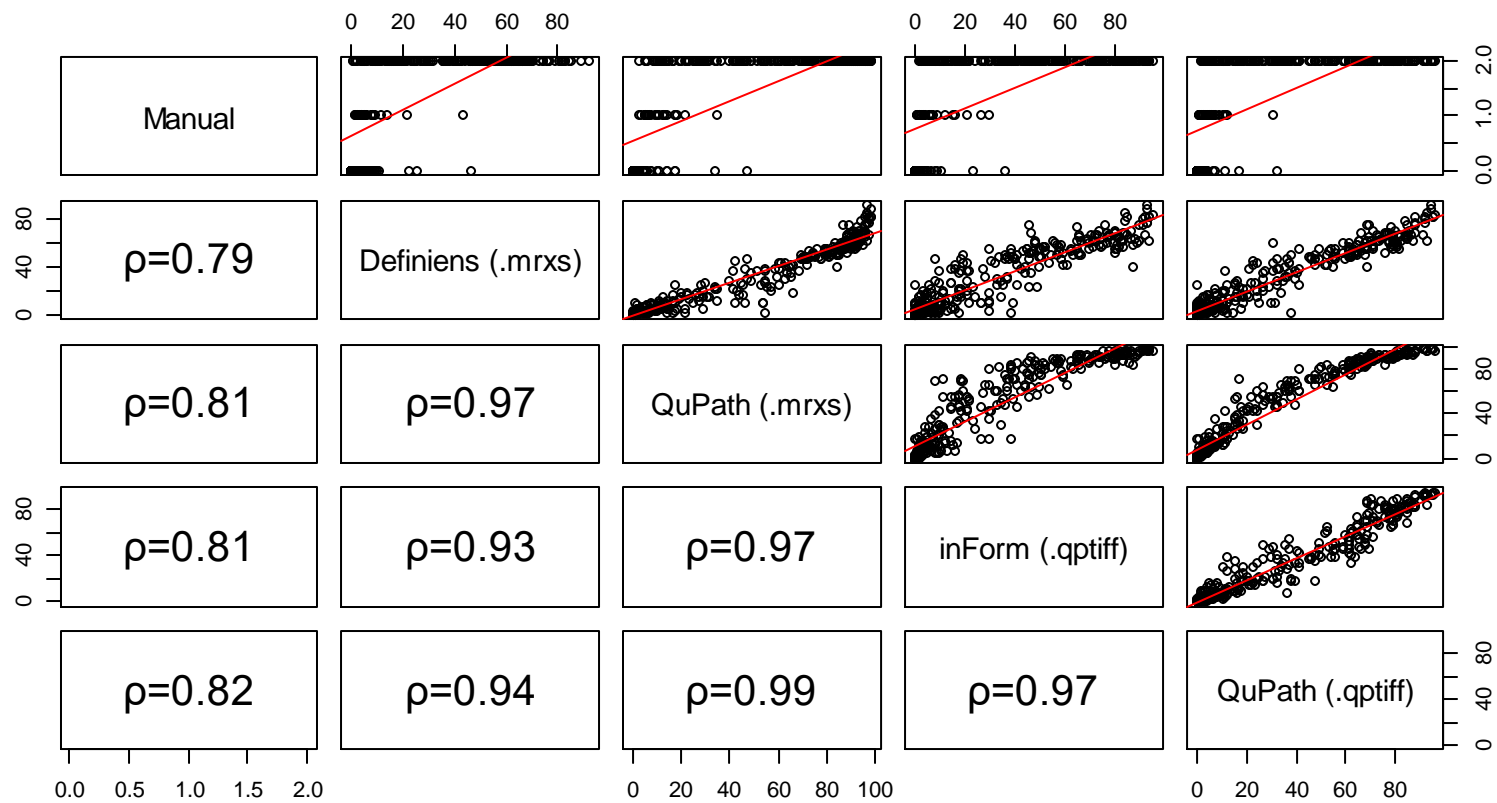 0 20 40 60 80 0 20 40 60 80
Manual
0.0 1.0 2.0
0 40 80
ρ=0.79 Definiens (.mrxs)
ρ=0.81 ρ=0.97 QuPath (.mrxs)
0 40 80
0 40 80
ρ=0.81 ρ=0.93 ρ=0.97 inForm (.qptiff)
ρ=0.82 ρ=0.94 ρ=0.99 ρ=0.97 QuPath (.qptiff)
0 40 80
0.0 0.5 1.0 1.5 2.0 0 20 40 60 80 100 0 20 40 60 80